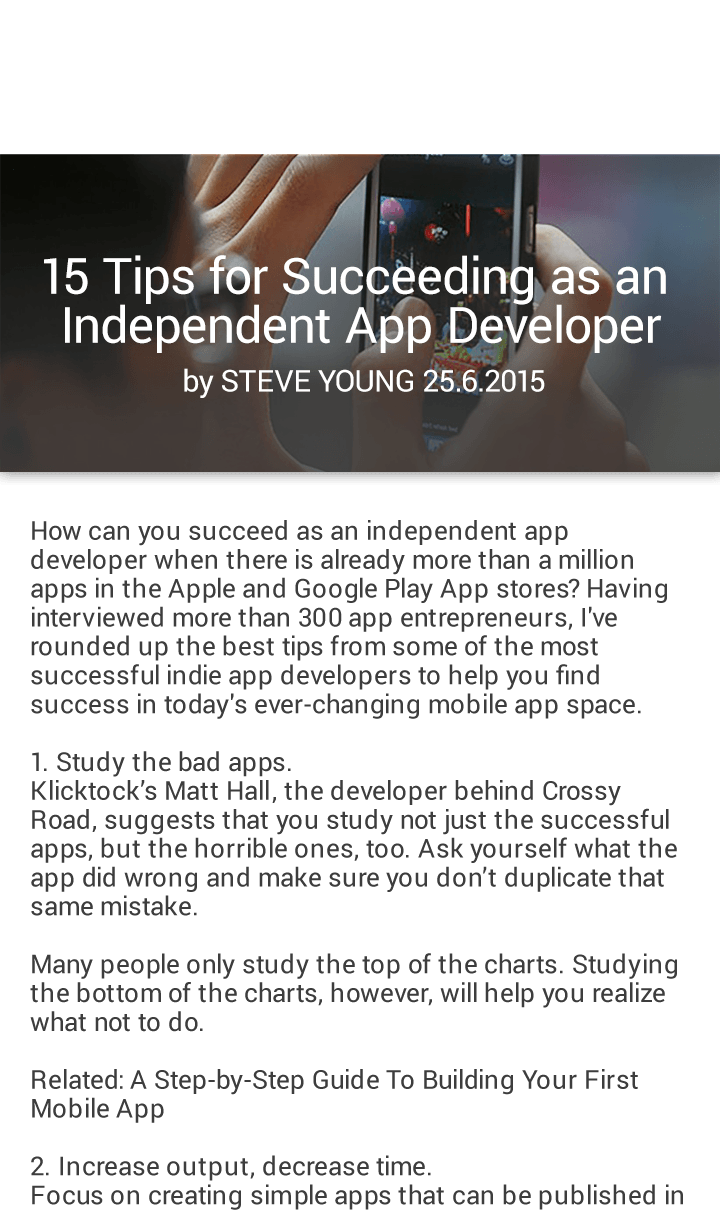 15 Tips for Succeeding as an
Independent App Developer
by STEVE YOUNG 25.6.2015
How can you succeed as an independent app
developer when there is already more than a million
apps in the Apple and Google Play App stores? Having
interviewed more than 300 app entrepreneurs, I've
rounded up the best tips from some of the most
successful indie app developers to help you find
success in today's ever-changing mobile app space.
1. Study the bad apps.
Klicktock’s Matt Hall, the developer behind Crossy
Road, suggests that you study not just the successful
apps, but the horrible ones, too. Ask yourself what the
app did wrong and make sure you don’t duplicate that
same mistake.
Many people only study the top of the charts. Studying
the bottom of the charts, however, will help you realize
what not to do.
Related: A Step-by-Step Guide To Building Your First
Mobile App
2. Increase output, decrease time.
Focus on creating simple apps that can be published in